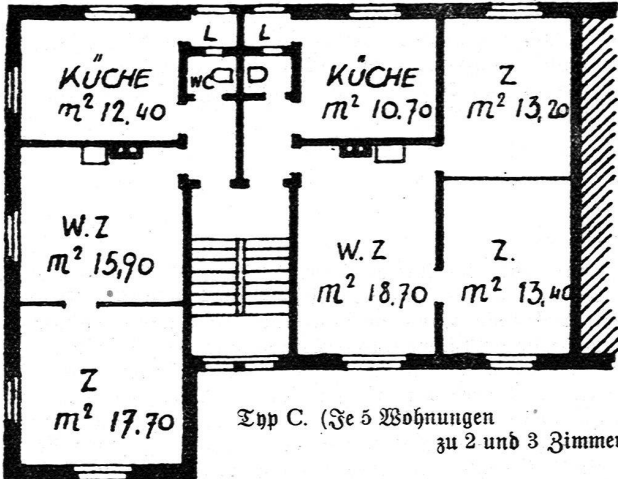 L L
WC
KÜCHE
m² 12.40
KÜCHE
m² 10.70
Z
m² 13,20
W.Z
m² 15,90
W.Z
m² 18.70
Z.
m² 13,40
Z
m² 17.70
Typ C. (Je 5 Wohnungen
zu 2 und 3 Zimmer